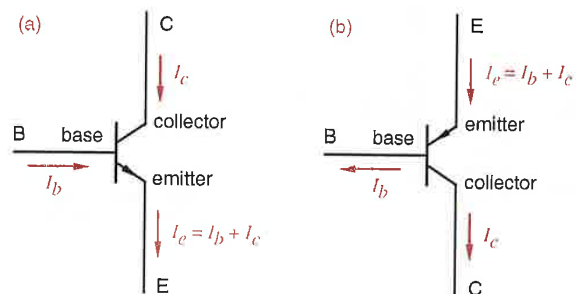 (a)
C
I_c
collector
B
base
I_b
emitter
I_e = I_b + I_c
E
(b)
E
I_e = I_b + I_c
emitter
B
base
I_b
collector
I_c
C